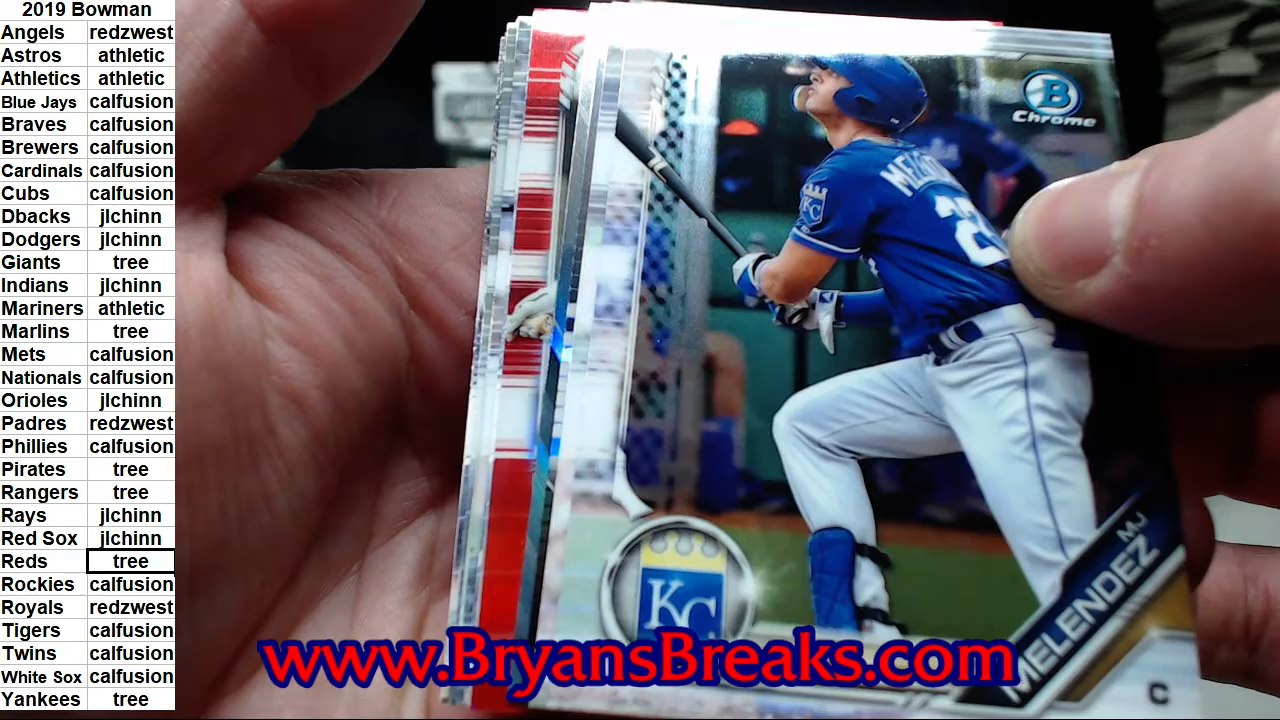 2019 Bowman
Angels redzwest
Astros athletic
Athletics athletic
Blue Jays calfusion
Braves calfusion
Brewers calfusion
Cardinals calfusion
Cubs calfusion
Dbacks jlchinn
Dodgers jlchinn
Giants tree
Indians jlchinn
Mariners athletic
Marlins tree
Mets calfusion
Nationals calfusion
Orioles jlchinn
Padres redzwest
Phillies calfusion
Pirates tree
Rangers tree
Rays jlchinn
Red Sox jlchinn
Reds tree
Rockies calfusion
Royals redzwest
Tigers calfusion
Twins calfusion
White Sox calfusion
Yankees tree
B
Chrome
KC
KC
MJ
MELENDEZ
C
www.BryansBreaks.com